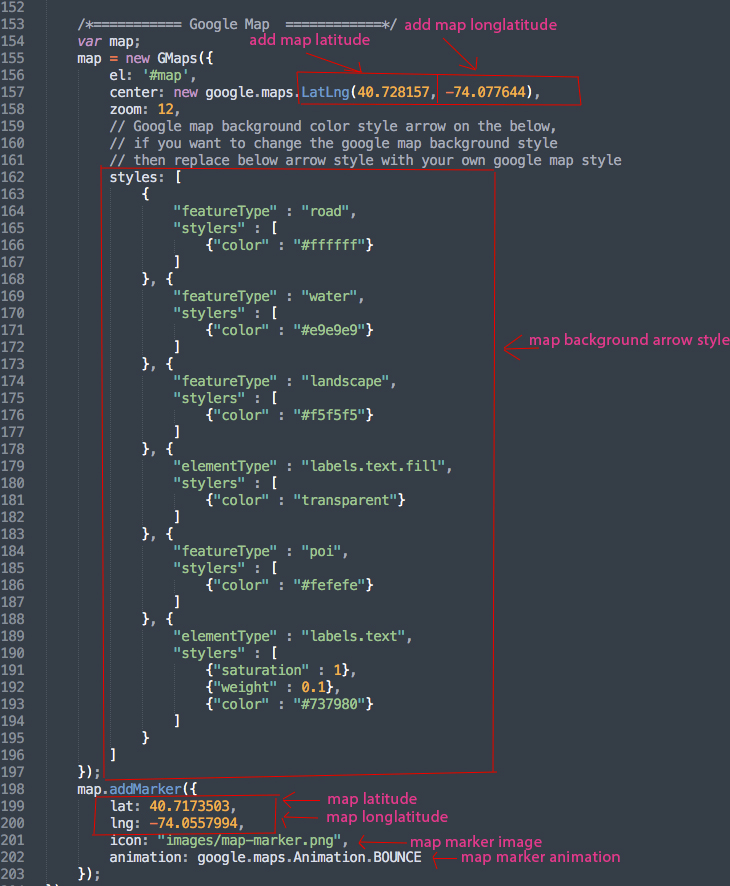 152
153 /*=========== Google Map ============*/ add map longlatitude
154 var map; add map latitude
155 map = new GMaps({
156 el: '#map',
157 center: new google.maps.LatLng(40.728157, -74.077644),
158 zoom: 12,
159 // Google map background color style arrow on the below,
160 // if you want to change the google map background style
161 // then replace below arrow style with your own google map style
162 styles: [
163 {
164 "featureType" : "road",
165 "stylers" : [
166 {"color" : "#ffffff"}
167 ]
168 }, {
169 "featureType" : "water",
170 "stylers" : [
171 {"color" : "#e9e9e9"}
172 ] map background arrow style
173 }, {
174 "featureType" : "landscape",
175 "stylers" : [
176 {"color" : "#f5f5f5"}
177 ]
178 }, {
179 "elementType" : "labels.text.fill",
180 "stylers" : [
181 {"color" : "transparent"}
182 ]
183 }, {
184 "featureType" : "poi",
185 "stylers" : [
186 {"color" : "#fefefe"}
187 ]
188 }, {
189 "elementType" : "labels.text",
190 "stylers" : [
191 {"saturation" : 1},
192 {"weight" : 0.1},
193 {"color" : "#737980"}
194 ]
195 }
196 ]
197 });
198 map.addMarker({
199 lat: 40.7173503, map latitude
200 lng: -74.0557994, map longlatitude
201 icon: "images/map-marker.png", map marker image
202 animation: google.maps.Animation.BOUNCE map marker animation
203 });